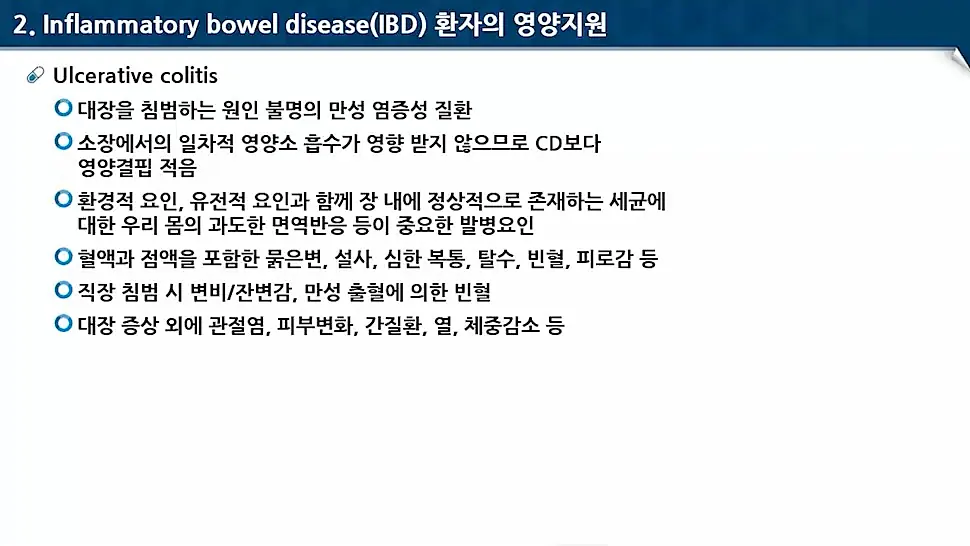 2. Inflammatory bowel disease(IBD) 환자의 영양지원
Ulcerative colitis
대장을 침범하는 원인 불명의 만성 염증성 질환
소장에서의 일차적 영양소 흡수가 영향 받지 않으므로 CD보다
영양결핍 적음
환경적 요인, 유전적 요인과 함께 장 내에 정상적으로 존재하는 세균에
대한 우리 몸의 과도한 면역반응 등이 중요한 발병요인
혈액과 점액을 포함한 묽은변, 설사, 심한 복통, 탈수, 빈혈, 피로감 등
직장 침범 시 변비/잔변감, 만성 출혈에 의한 빈혈
대장 증상 외에 관절염, 피부변화, 간질환, 열, 체중감소 등